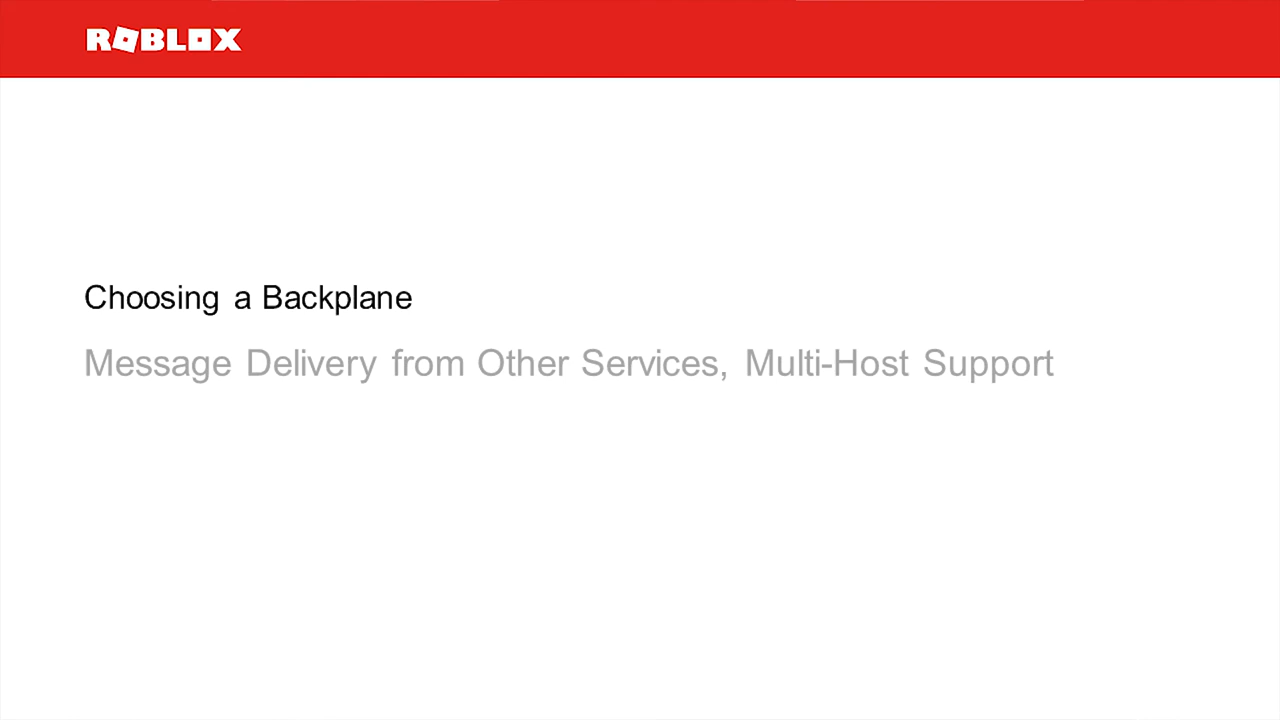 ROBLOX
Choosing a Backplane
Message Delivery from Other Services, Multi-Host Support